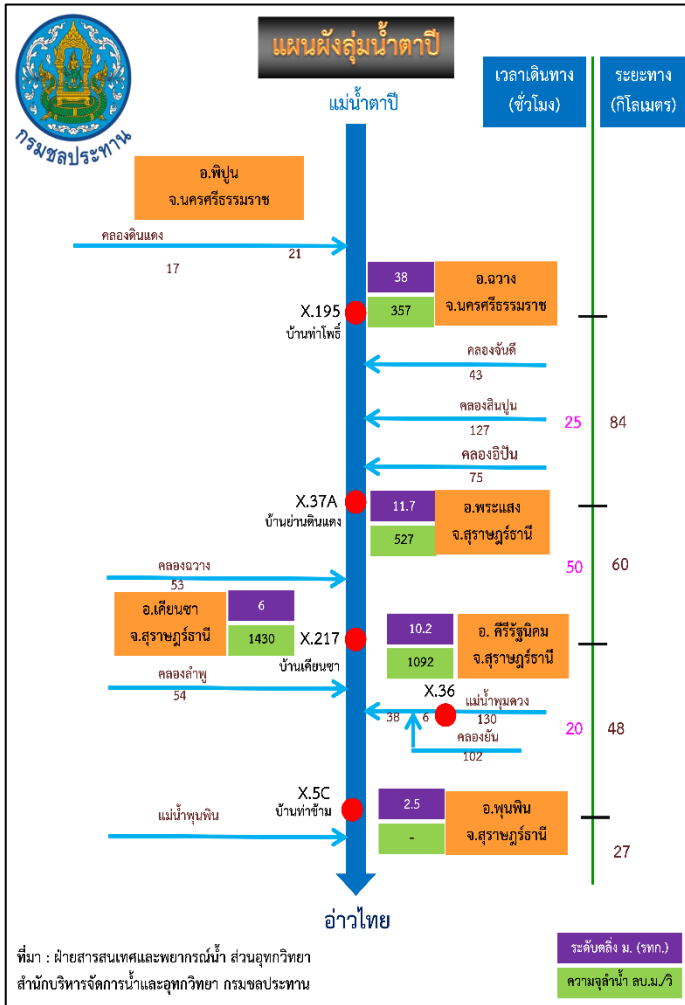 แผนผังลุ่มน้ำตาปี
กรมชลประทาน
แม่น้ำตาปี
เวลาเดินทาง
(ชั่วโมง)
ระยะทาง
(กิโลเมตร)
อ.พิปูน
จ.นครศรีธรรมราช
คลองดินแดง
21
17
38
357
อ.ฉวาง
จ.นครศรีธรรมราช
X.195
บ้านท่าโพธิ์
คลองจันดี
43
คลองสินปูน
127
25
84
คลองอิปัน
75
X.37A
บ้านย่านดินแดง
11.7
527
อ.พระแสง
จ.สุราษฎร์ธานี
50
60
คลองฉวาง
53
อ.เคียนซา
จ.สุราษฎร์ธานี
6
1430
X.217
บ้านเคียนซา
10.2
1092
อ. คีรีรัฐนิคม
จ.สุราษฎร์ธานี
คลองลำพู
54
X.36
แม่น้ำพุมดวง
38
6
130
คลองยัน
102
20
48
X.5C
บ้านท่าข้าม
2.5
-
อ.พุนพิน
จ.สุราษฎร์ธานี
แม่น้ำพุนพิน
27
อ่าวไทย
ที่มา : ฝ่ายสารสนเทศและพยากรณ์น้ำ ส่วนอุทกวิทยา
สำนักบริหารจัดการน้ำและอุทกวิทยา กรมชลประทาน
ระดับตลิ่ง ม. (รทก.)
ความจุลำน้ำ ลบ.ม./วิ